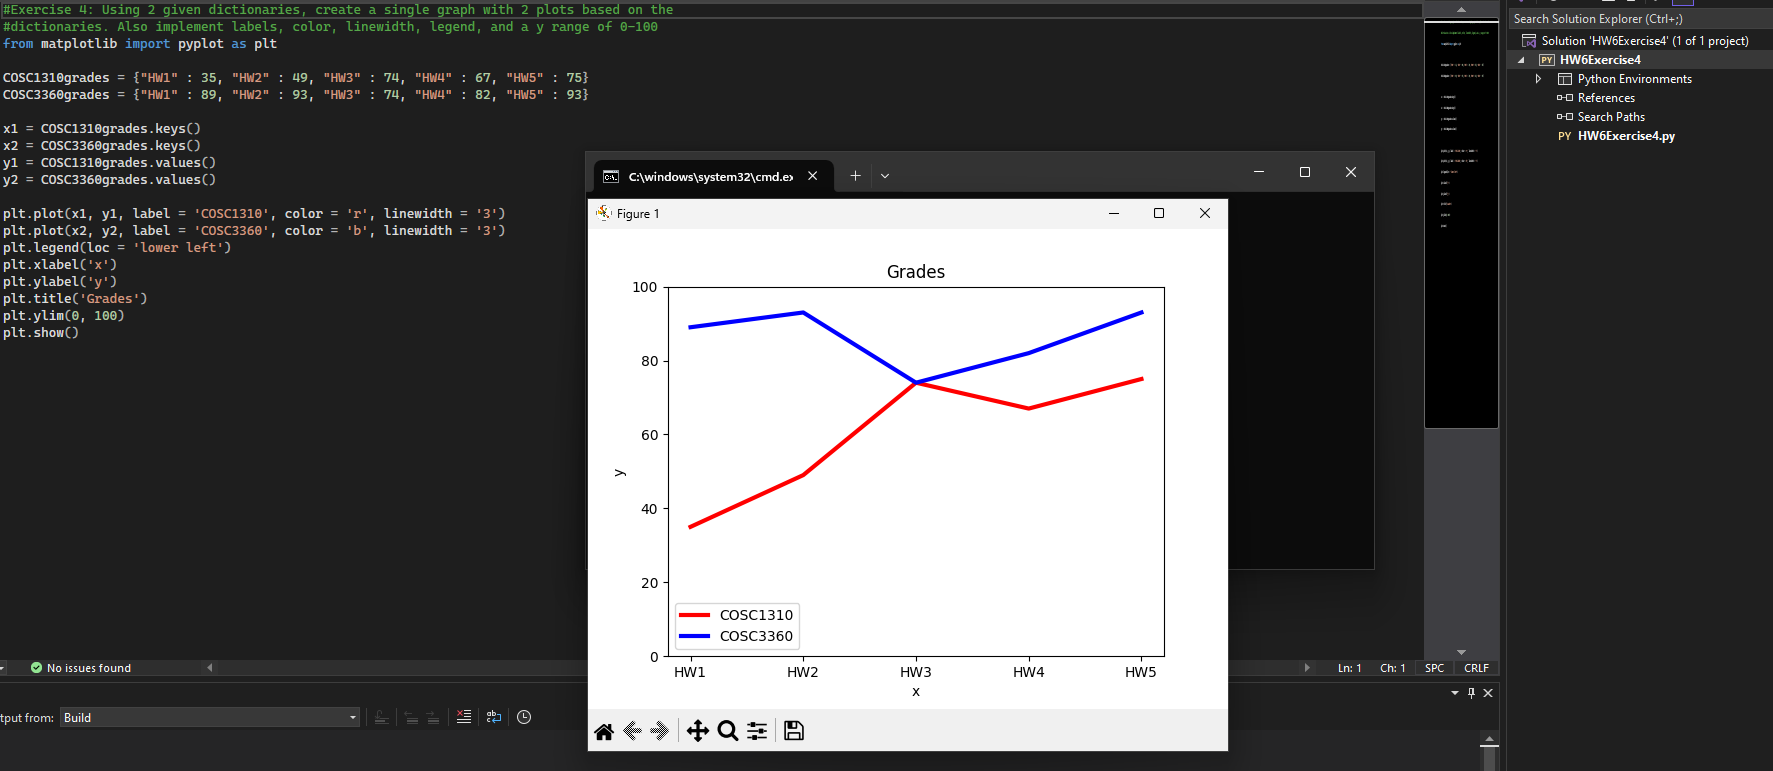 #Exercise 4: Using 2 given dictionaries, create a single graph with 2 plots based on the
#dictionaries. Also implement labels, color, linewidth, legend, and a y range of 0-100
from matplotlib import pyplot as plt
COSC1310grades = {"HW1" : 35, "HW2" : 49, "HW3" : 74, "HW4" : 67, "HW5" : 75}
COSC3360grades = {"HW1" : 89, "HW2" : 93, "HW3" : 74, "HW4" : 82, "HW5" : 93}
x1 = COSC1310grades.keys()
x2 = COSC3360grades.keys()
y1 = COSC1310grades.values()
y2 = COSC3360grades.values()
plt.plot(x1, y1, label = 'COSC1310', color = 'r', linewidth = '3')
plt.plot(x2, y2, label = 'COSC3360', color = 'b', linewidth = '3')
plt.legend(loc = 'lower left')
plt.xlabel('x')
plt.ylabel('y')
plt.title('Grades')
plt.ylim(0, 100)
plt.show()
C:\windows\system32\cmd.ex
Figure 1
Grades
100
80
60
40
20
0
y
COSC1310
COSC3360
HW1 HW2 HW3 HW4 HW5
x
Search Solution Explorer (Ctrl+;)
Solution 'HW6Exercise4' (1 of 1 project)
PY HW6Exercise4
Python Environments
References
Search Paths
PY HW6Exercise4.py
No issues found
Ln: 1 Ch: 1 SPC CRLF
tput from: Build